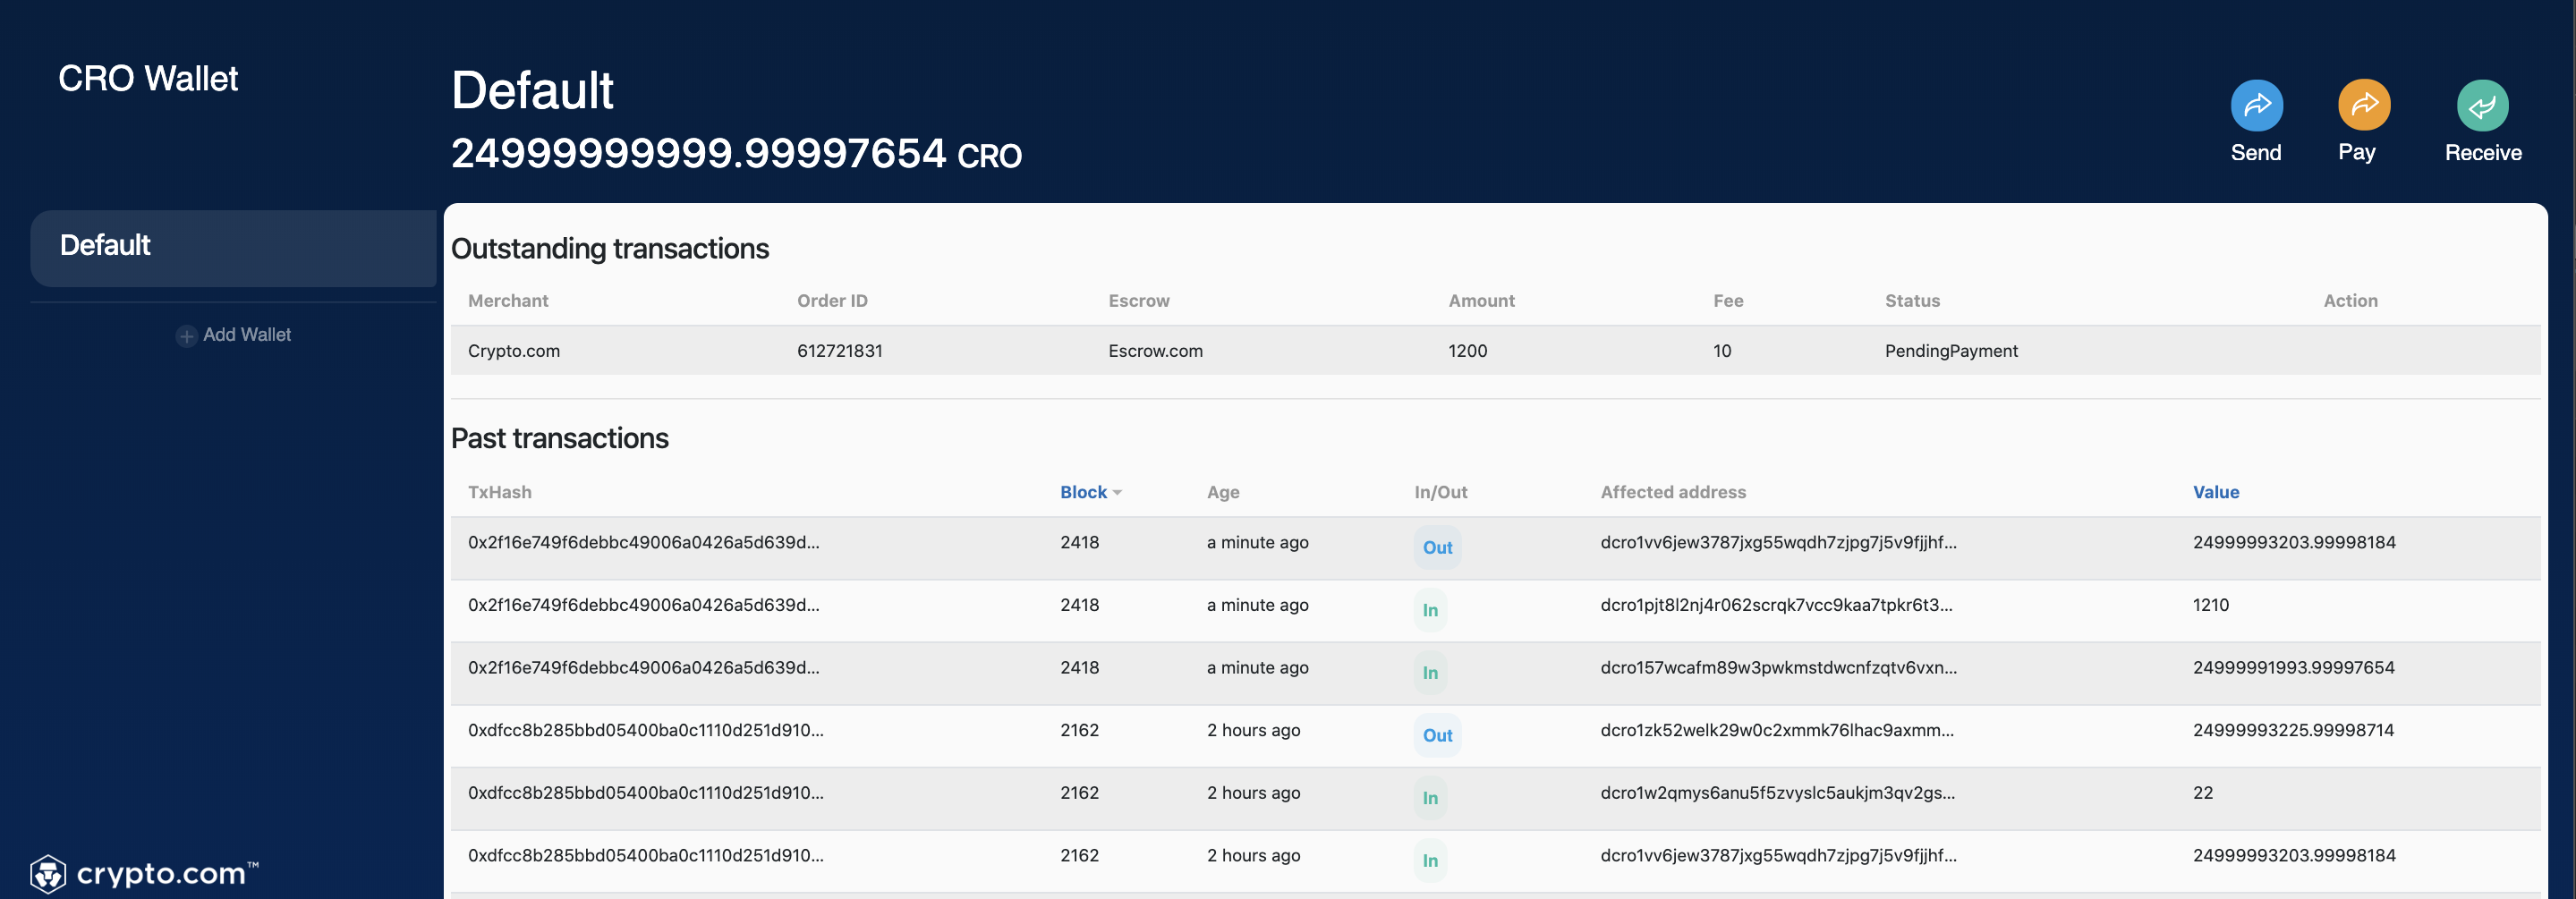 CRO Wallet
Default
24999999999.99997654 CRO
Send
Pay
Receive
Default
Add Wallet
Outstanding transactions
Merchant Order ID Escrow Amount Fee Status Action
Crypto.com 612721831 Escrow.com 1200 10 PendingPayment
Past transactions
TxHash Block Age In/Out Affected address Value
0x2f16e749f6debbc49006a0426a5d639d... 2418 a minute ago Out dcro1vv6jew3787jxg55wqdh7zjpg7j5v9fjjhf... 24999993203.99998184
0x2f16e749f6debbc49006a0426a5d639d... 2418 a minute ago In dcro1pjt8l2nj4r062scrqk7vcc9kaa7tpkr6t3... 1210
0x2f16e749f6debbc49006a0426a5d639d... 2418 a minute ago In dcro157wcafm89w3pwkmstdwcnfzqtv6vxn... 24999991993.99997654
0xdfcc8b285bbd05400ba0c1110d251d910... 2162 2 hours ago Out dcro1zk52welk29w0c2xmmk76lhac9axmm... 24999993225.99998714
0xdfcc8b285bbd05400ba0c1110d251d910... 2162 2 hours ago In dcro1w2qmys6anu5f5zvyslc5aukjm3qv2gs... 22
0xdfcc8b285bbd05400ba0c1110d251d910... 2162 2 hours ago In dcro1vv6jew3787jxg55wqdh7zjpg7j5v9fjjhf... 24999993203.99998184
crypto.com™